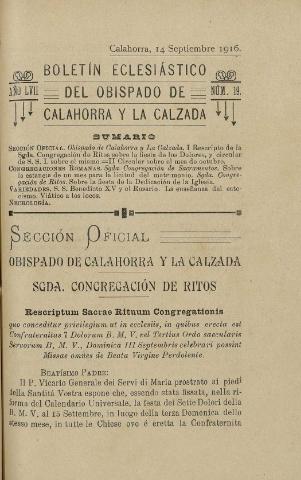 Calahorra, 14 Septiembre 1916.
BOLETÍN ECLESIÁSTICO
AÑO LVII DEL OBISPADO DE NÚM. 19.
CALAHORRA Y LA CALZADA
SUMARIO
SECCIÓN OFICIAL. Obispado de Calahorra y La Calzada. I Rescripto de la
Sgda. Congregación de Ritos sobre la fiesta de los Dolores, y circular
de S. S. I. sobre el mismo —II Circular sobre el mes de octubre.
CONGREGACIONES ROMANAS. Sgda. Congregación de Sacramentos. Sobre
la estancia de un mes para la licitud del matrimonio. Sgda. Congre-
gación de Ritos. Sobre la fiesta de la Dedicación de la Iglesia.
VARIEDADES. S. S. Benedicto XV y el Rosario. La enseñanza del cate-
cismo. Viático a los locos.
NECROLOGÍA.
SECCIÓN OFICIAL
OBISPADO DE CALAHORRA Y LA CALZADA
SGDA. CONGREGACIÓN DE RITOS
Rescriptum Sacrae Rituum Congregationis
quo conceditur privilegium ut in ecclesiis, in quibus erecta est
Confraternitas 7 Dolorum B. M. V. vel Tertius Ordo saecularis
Servorum B. M. V., Dominica III Septembris celebrari possint
Missae omnes de Beata Virgine Perdolente.
BEATÍSIMO PADRE:
Il P. Vicario Generale dei Servi di Maria prostrato ai piedi
della Santitá Vostra espone che, essendo stata fissata, nella ri-
forma del Calendario Universale, la festa dei Sette Dolori della
B. M. V. al 15 Settembre, in luogo della terza Domenica dello
stesso mese, in tutte le Chiese ove é eretta la Confraternita